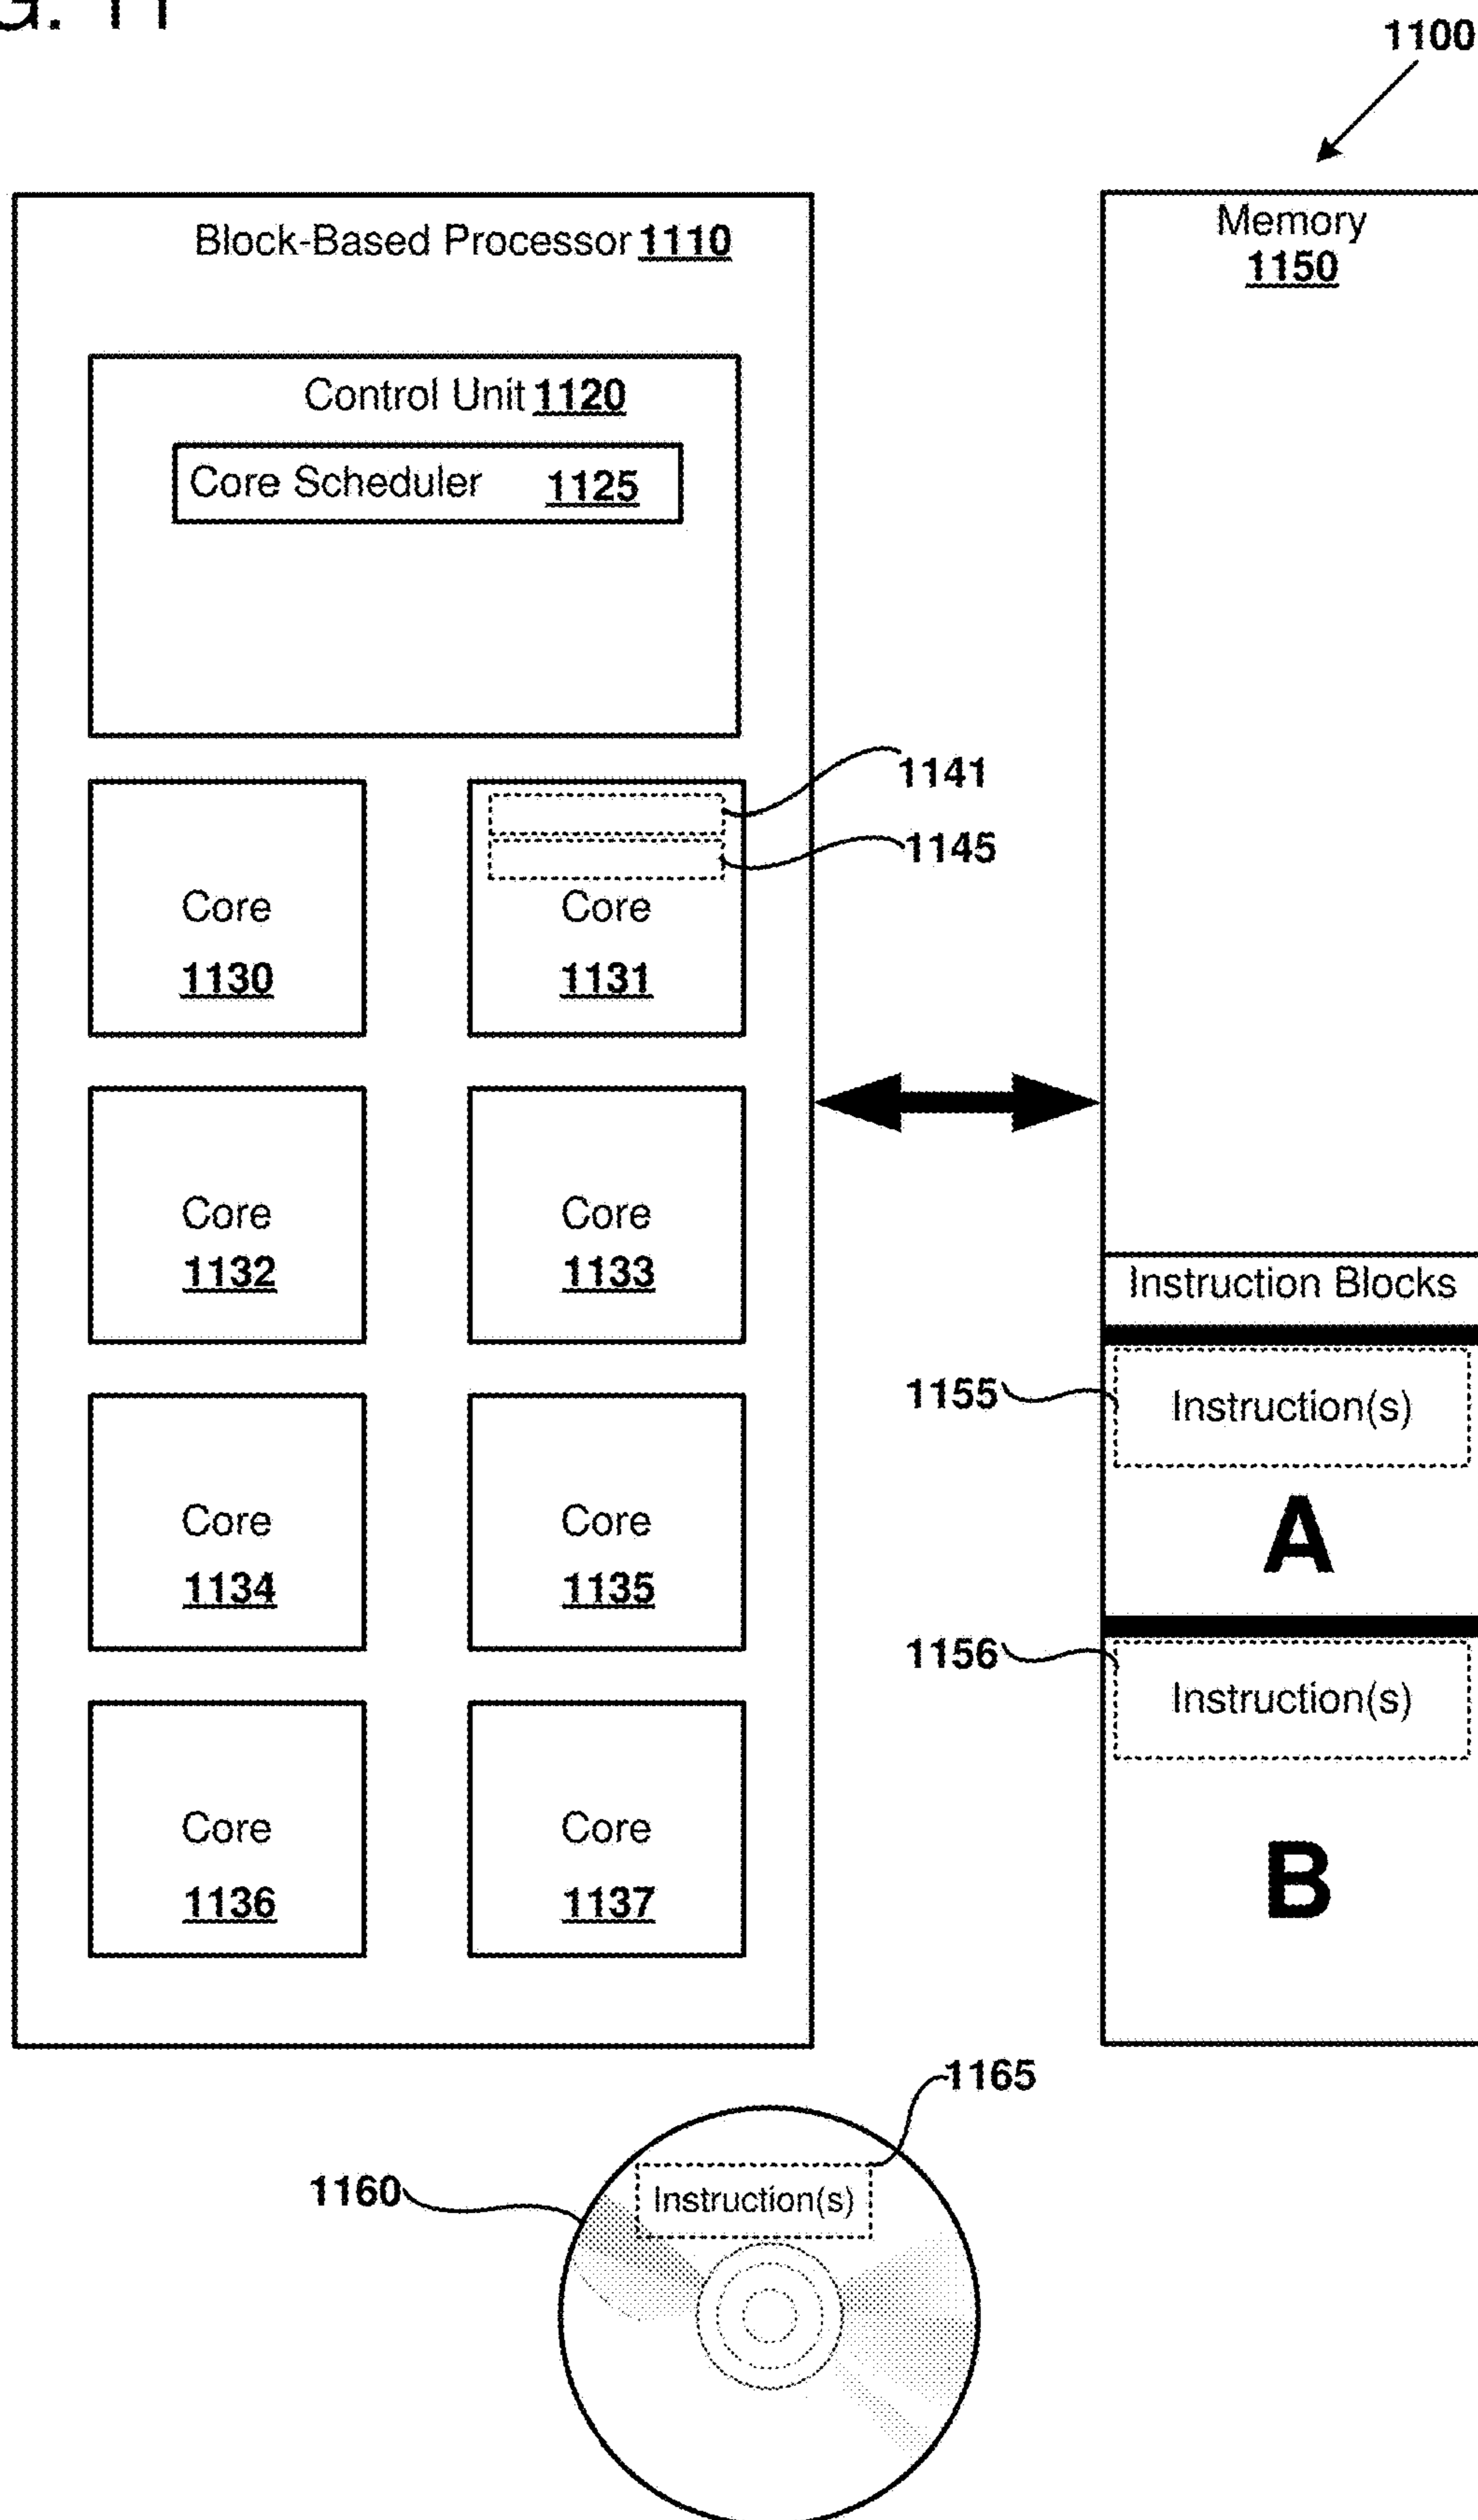 G. 11
1100
Block-Based Processor 1110
Memory
1150
Control Unit 1120
Core Scheduler 1125
1141
1145
Core
1130
Core
1131
Core
1132
Core
1133
Instruction Blocks
1155
Instruction(s)
A
Core
1134
Core
1135
1156
Instruction(s)
B
Core
1136
Core
1137
1165
1160
Instruction(s)